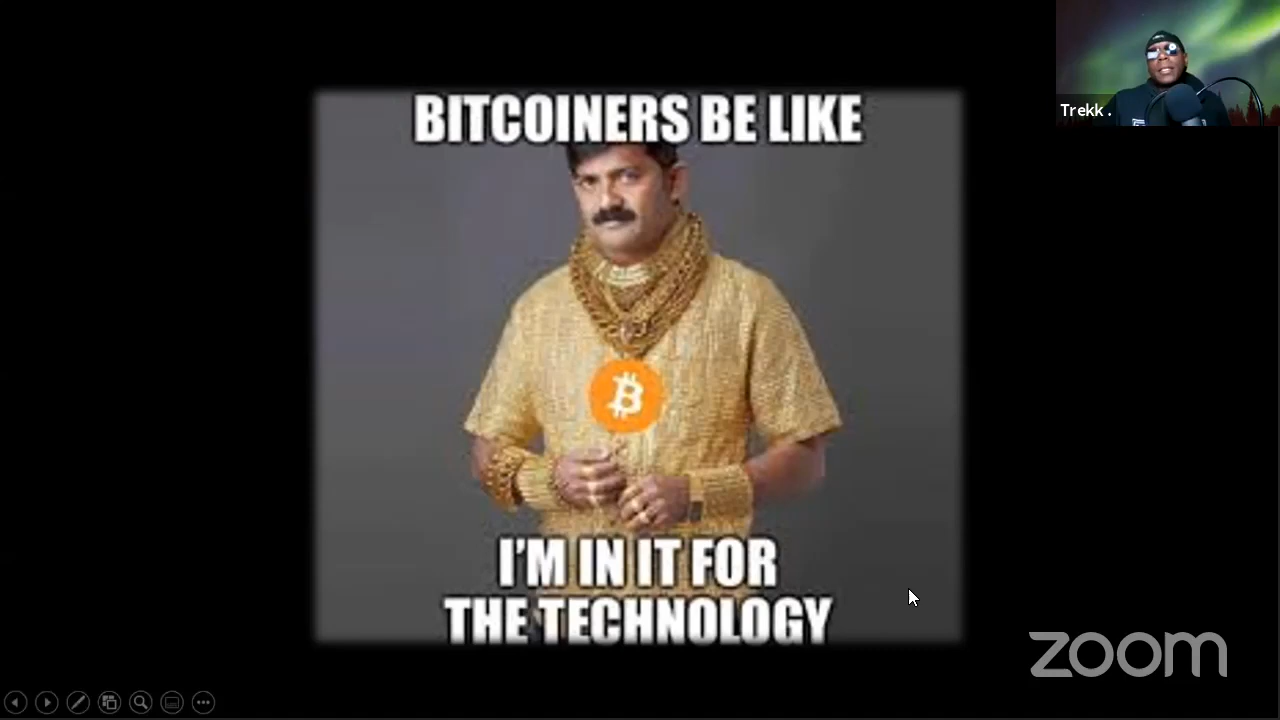 BITCOINERS BE LIKE
Trekk .
I'M IN IT FOR
THE TECHNOLOGY
zoom